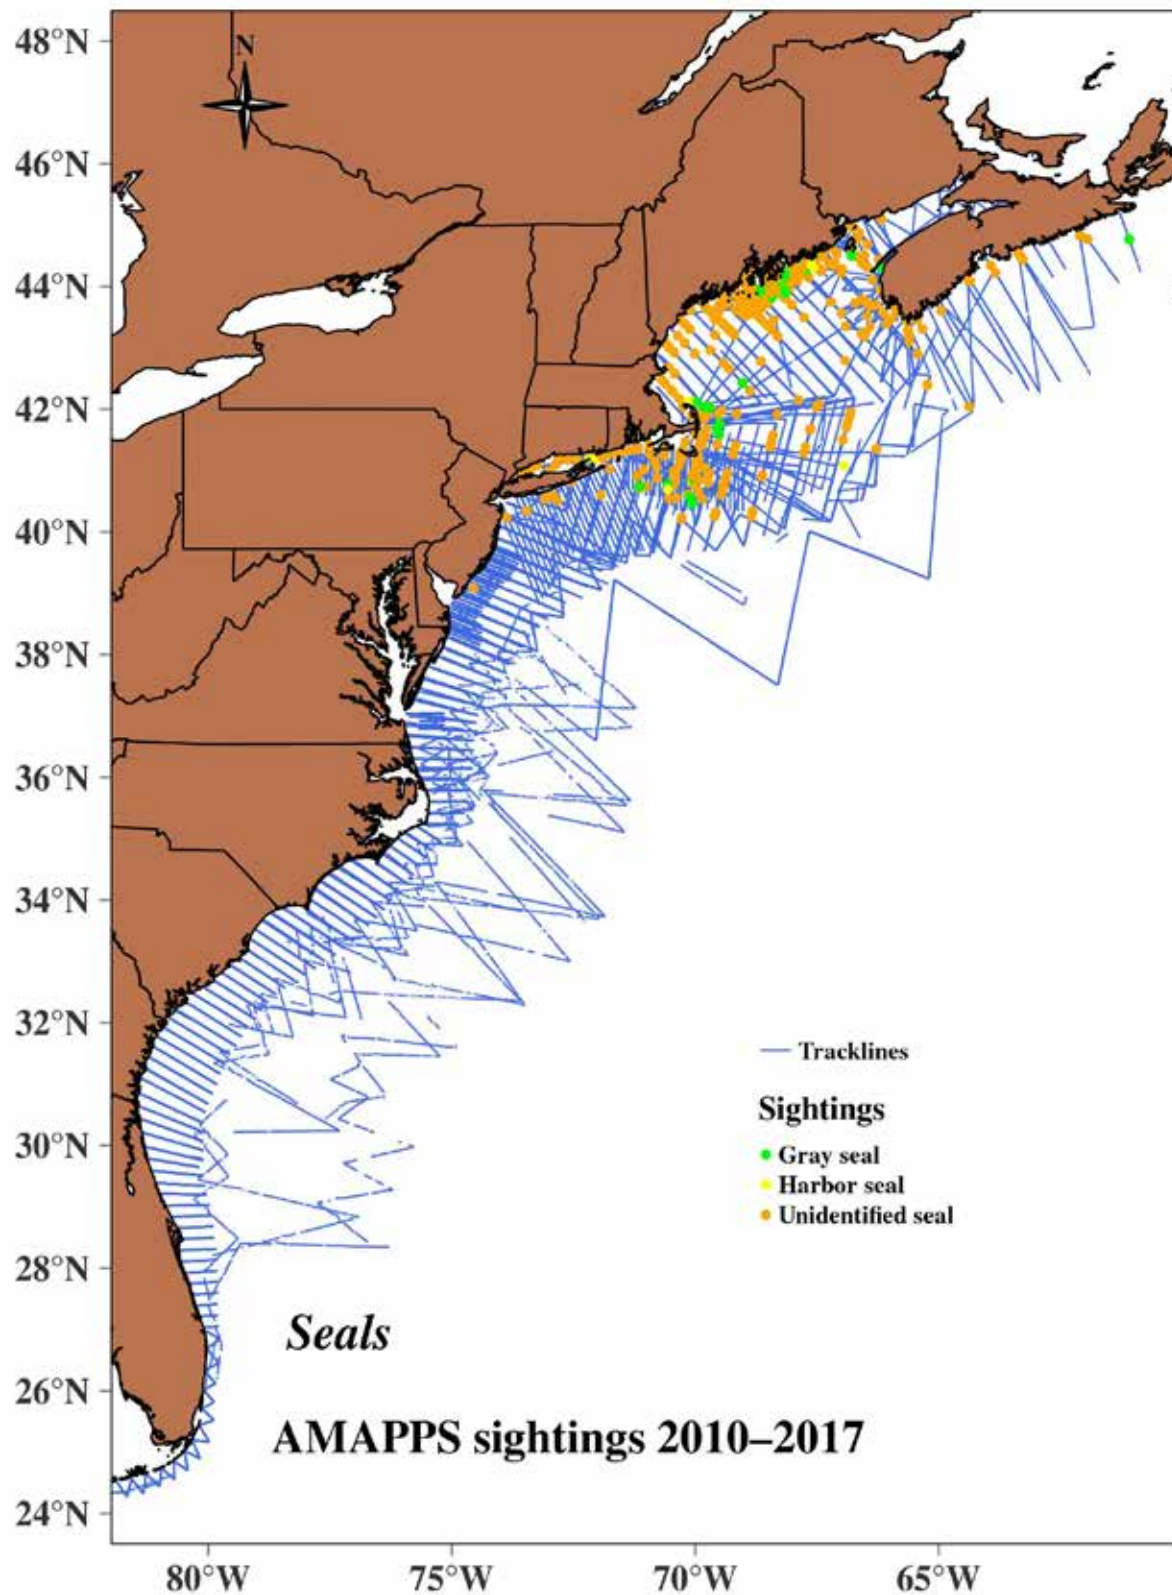 48°N
N
46°N
44°N
42°N
40°N
38°N
36°N
34°N
32°N
Tracklines
Sightings
30°N
Gray seal
Harbor seal
Unidentified seal
28°N
Seals
26°N
AMAPPS sightings 2010–2017
24°N
80°W 75°W 70°W 65°W